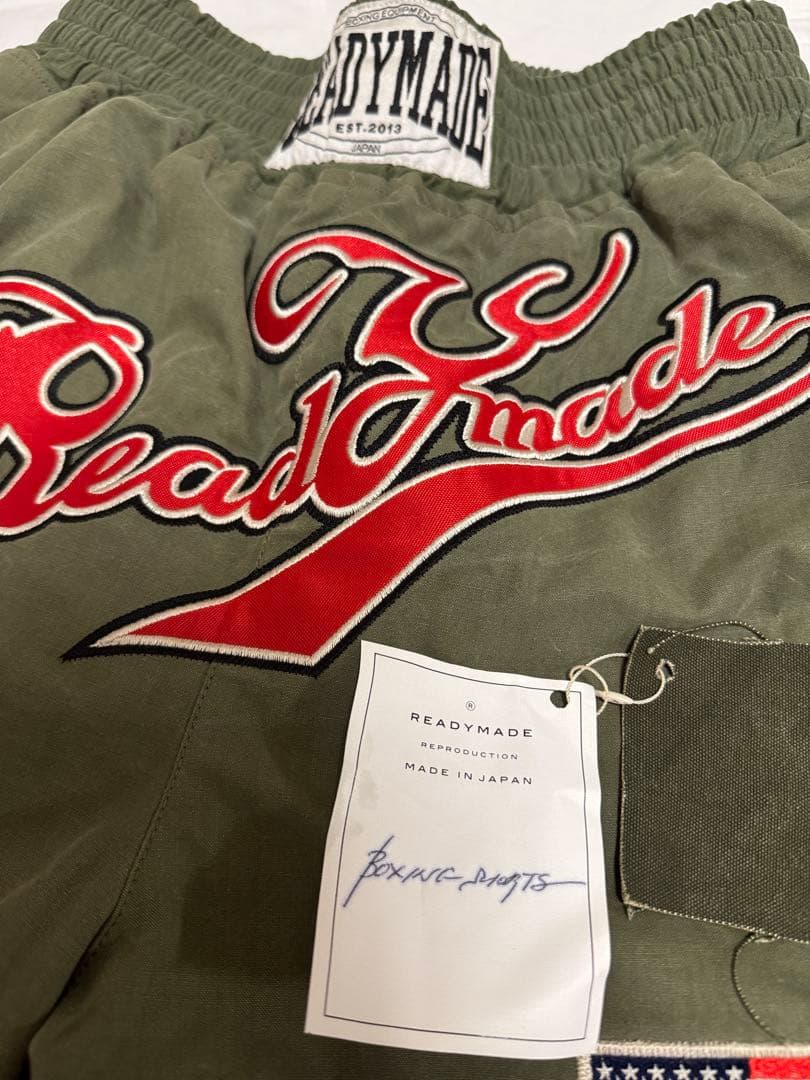 BOXING EQUIPMENT
READYMADE
EST.2013
JAPAN
Readymade
®
READYMADE
REPRODUCTION
MADE IN JAPAN
BOXING SHORTS